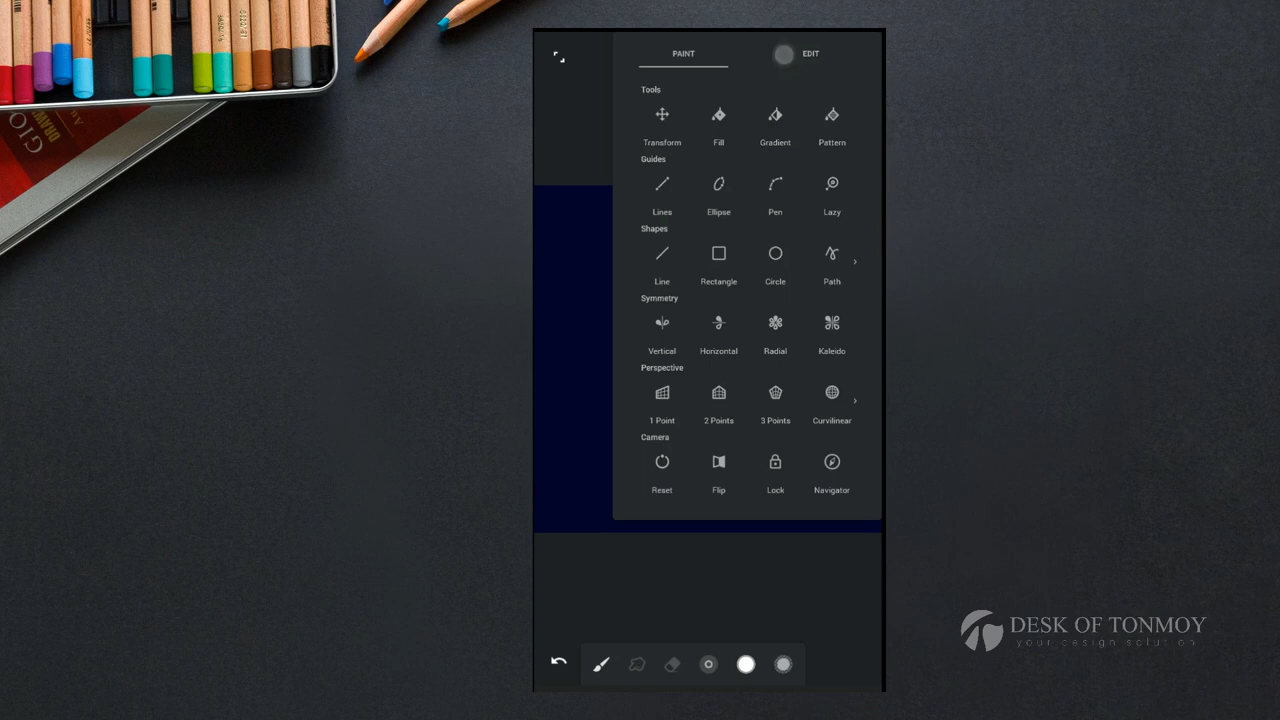 PAINT EDIT
Tools
Transform Fill Gradient Pattern
Guides
Lines Ellipse Pen Lazy
Shapes
Line Rectangle Circle Path
Symmetry
Vertical Horizontal Radial Kaleido
Perspective
1 Point 2 Points 3 Points Curvilinear
Camera
Reset Flip Lock Navigator
GIO
DRAW
DESK OF TONMOY
your design solution